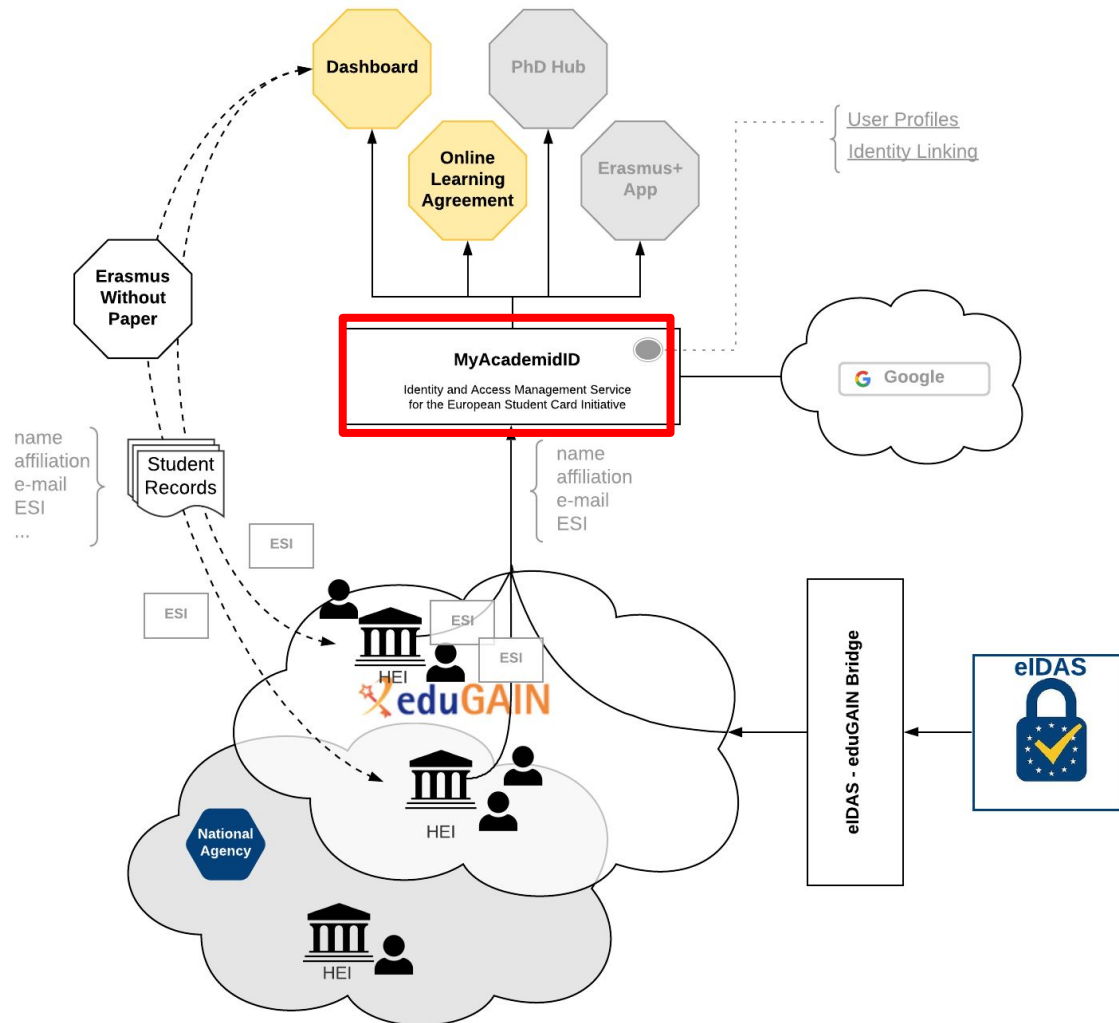 Dashboard
PhD Hub
User Profiles
Identity Linking
Online
Learning
Agreement
Erasmus+
App
Erasmus
Without
Paper
MyAcademidID
Identity and Access Management Service
for the European Student Card Initiative
Google
name
affiliation
e-mail
ESI
...
Student
Records
name
affiliation
e-mail
ESI
ESI
ESI
ESI
ESI
HEI
eduGAIN
HEI
National
Agency
HEI
eIDAS - eduGAIN Bridge
eIDAS